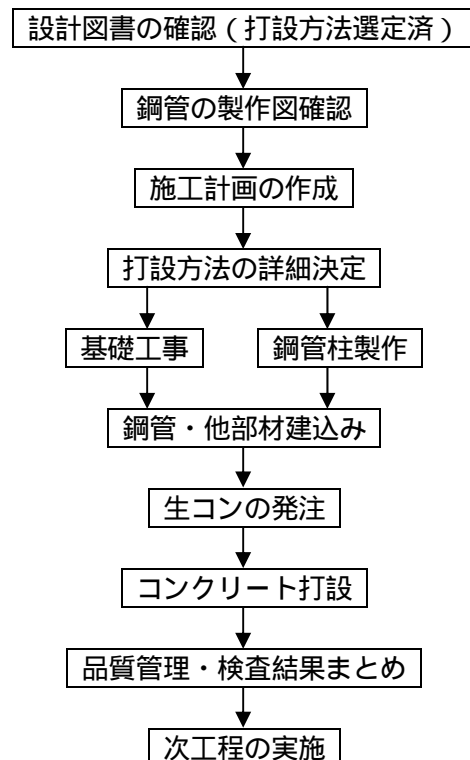 設計図書の確認(打設方法選定済)
鋼管の製作図確認
施工計画の作成
打設方法の詳細決定
基礎工事
鋼管柱製作
鋼管・他部材建込み
生コンの発注
コンクリート打設
品質管理・検査結果まとめ
次工程の実施